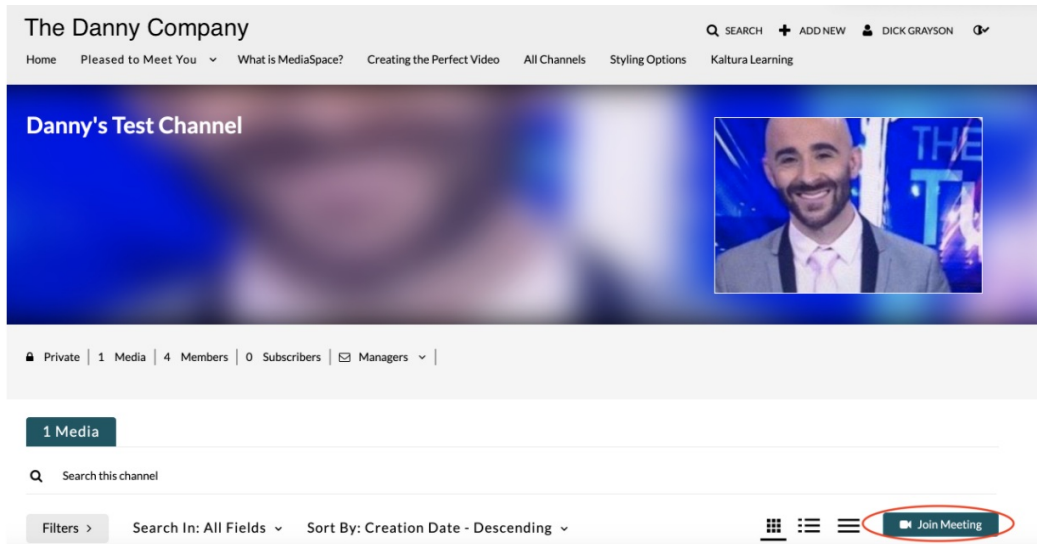 The Danny Company
SEARCH ADD NEW DICK GRAYSON
Home Pleased to Meet You What is MediaSpace? Creating the Perfect Video All Channels Styling Options Kaltura Learning
Danny's Test Channel
THE
Private | 1 Media | 4 Members | 0 Subscribers | Managers |
1 Media
Search this channel
Filters > Search In: All Fields Sort By: Creation Date - Descending Join Meeting